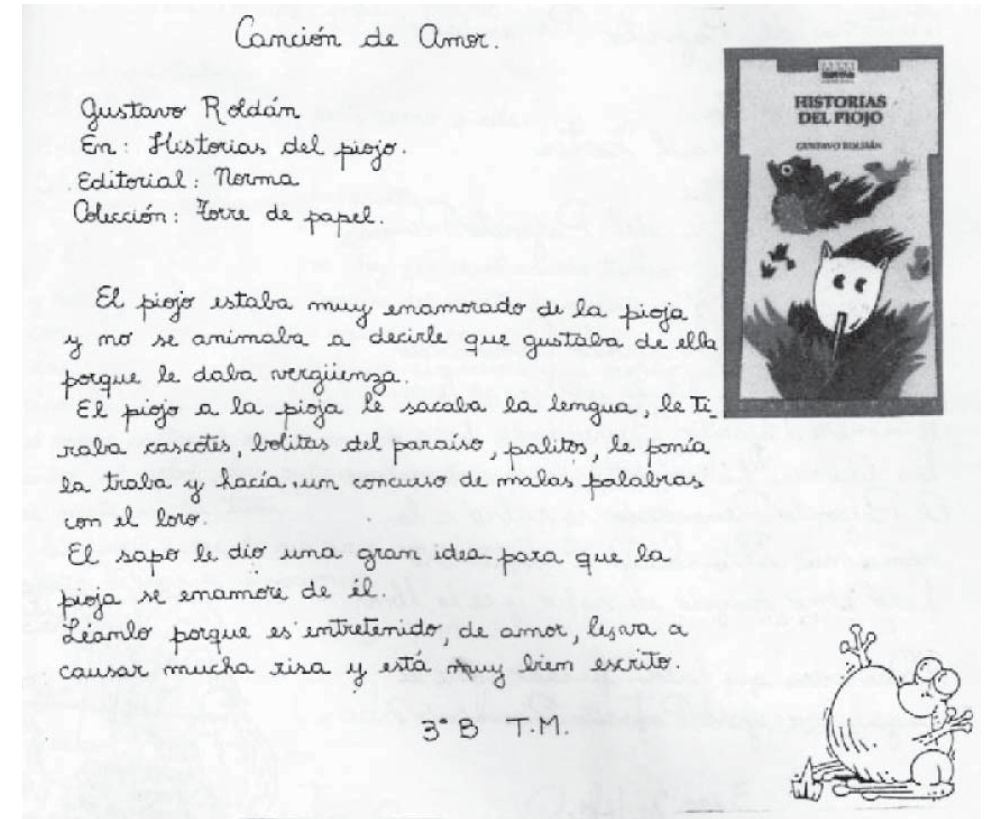 Canción de Amor.
HISTORIAS
DEL PIOJO
GUSTAVO ROLDÁN
Gustavo Roldán
En: Historias del piojo.
Editorial: Norma
Colección: Torre de papel.
El piojo estaba muy enamorado de la pioja
y no se animaba a decirle que gustaba de ella
porque le daba vergüenza.
El piojo a la pioja le sacaba la lengua, le ti_
raba cascotes, bolitas del paraíso, palitos, le ponía
la traba y hacía un concurso de malas palabras
con el loro.
El sapo le dio una gran idea para que la
pioja se enamore de él.
Léanlo porque es entretenido, de amor, les va a
causar mucha risa y está muy bien escrito.
3° B T.M.